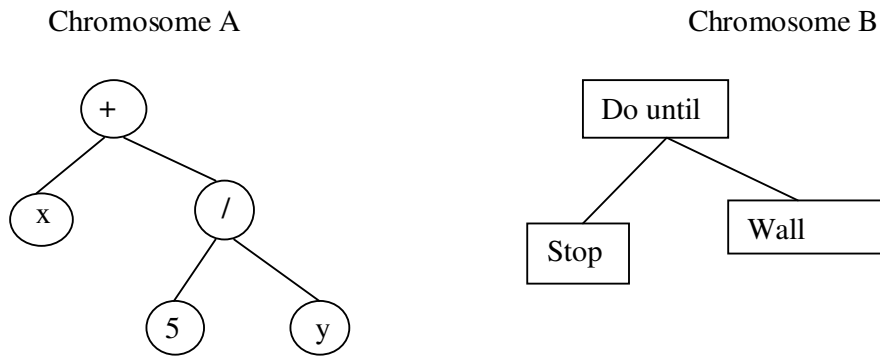 Chromosome A
Chromosome B
+
Do until
x
/
Stop
Wall
5
y